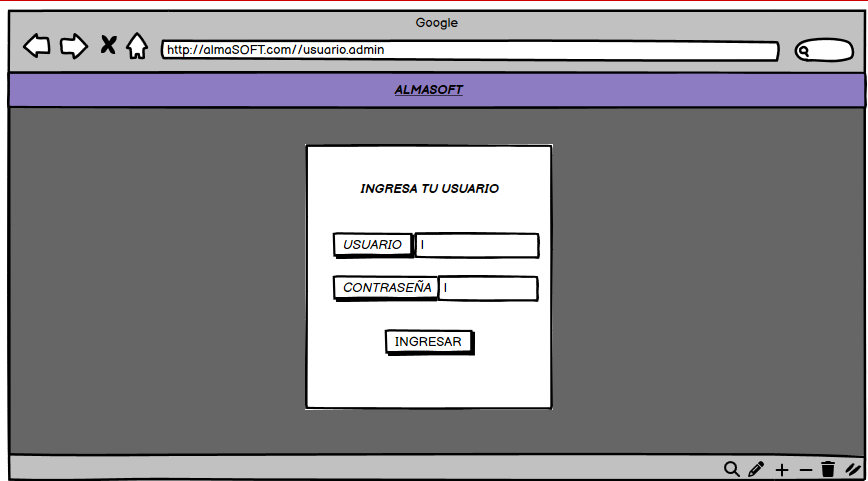 Google
http://almaSOFT.com//usuario.admin
ALMASOFT
INGRESA TU USUARIO
USUARIO
CONTRASEÑA
INGRESAR